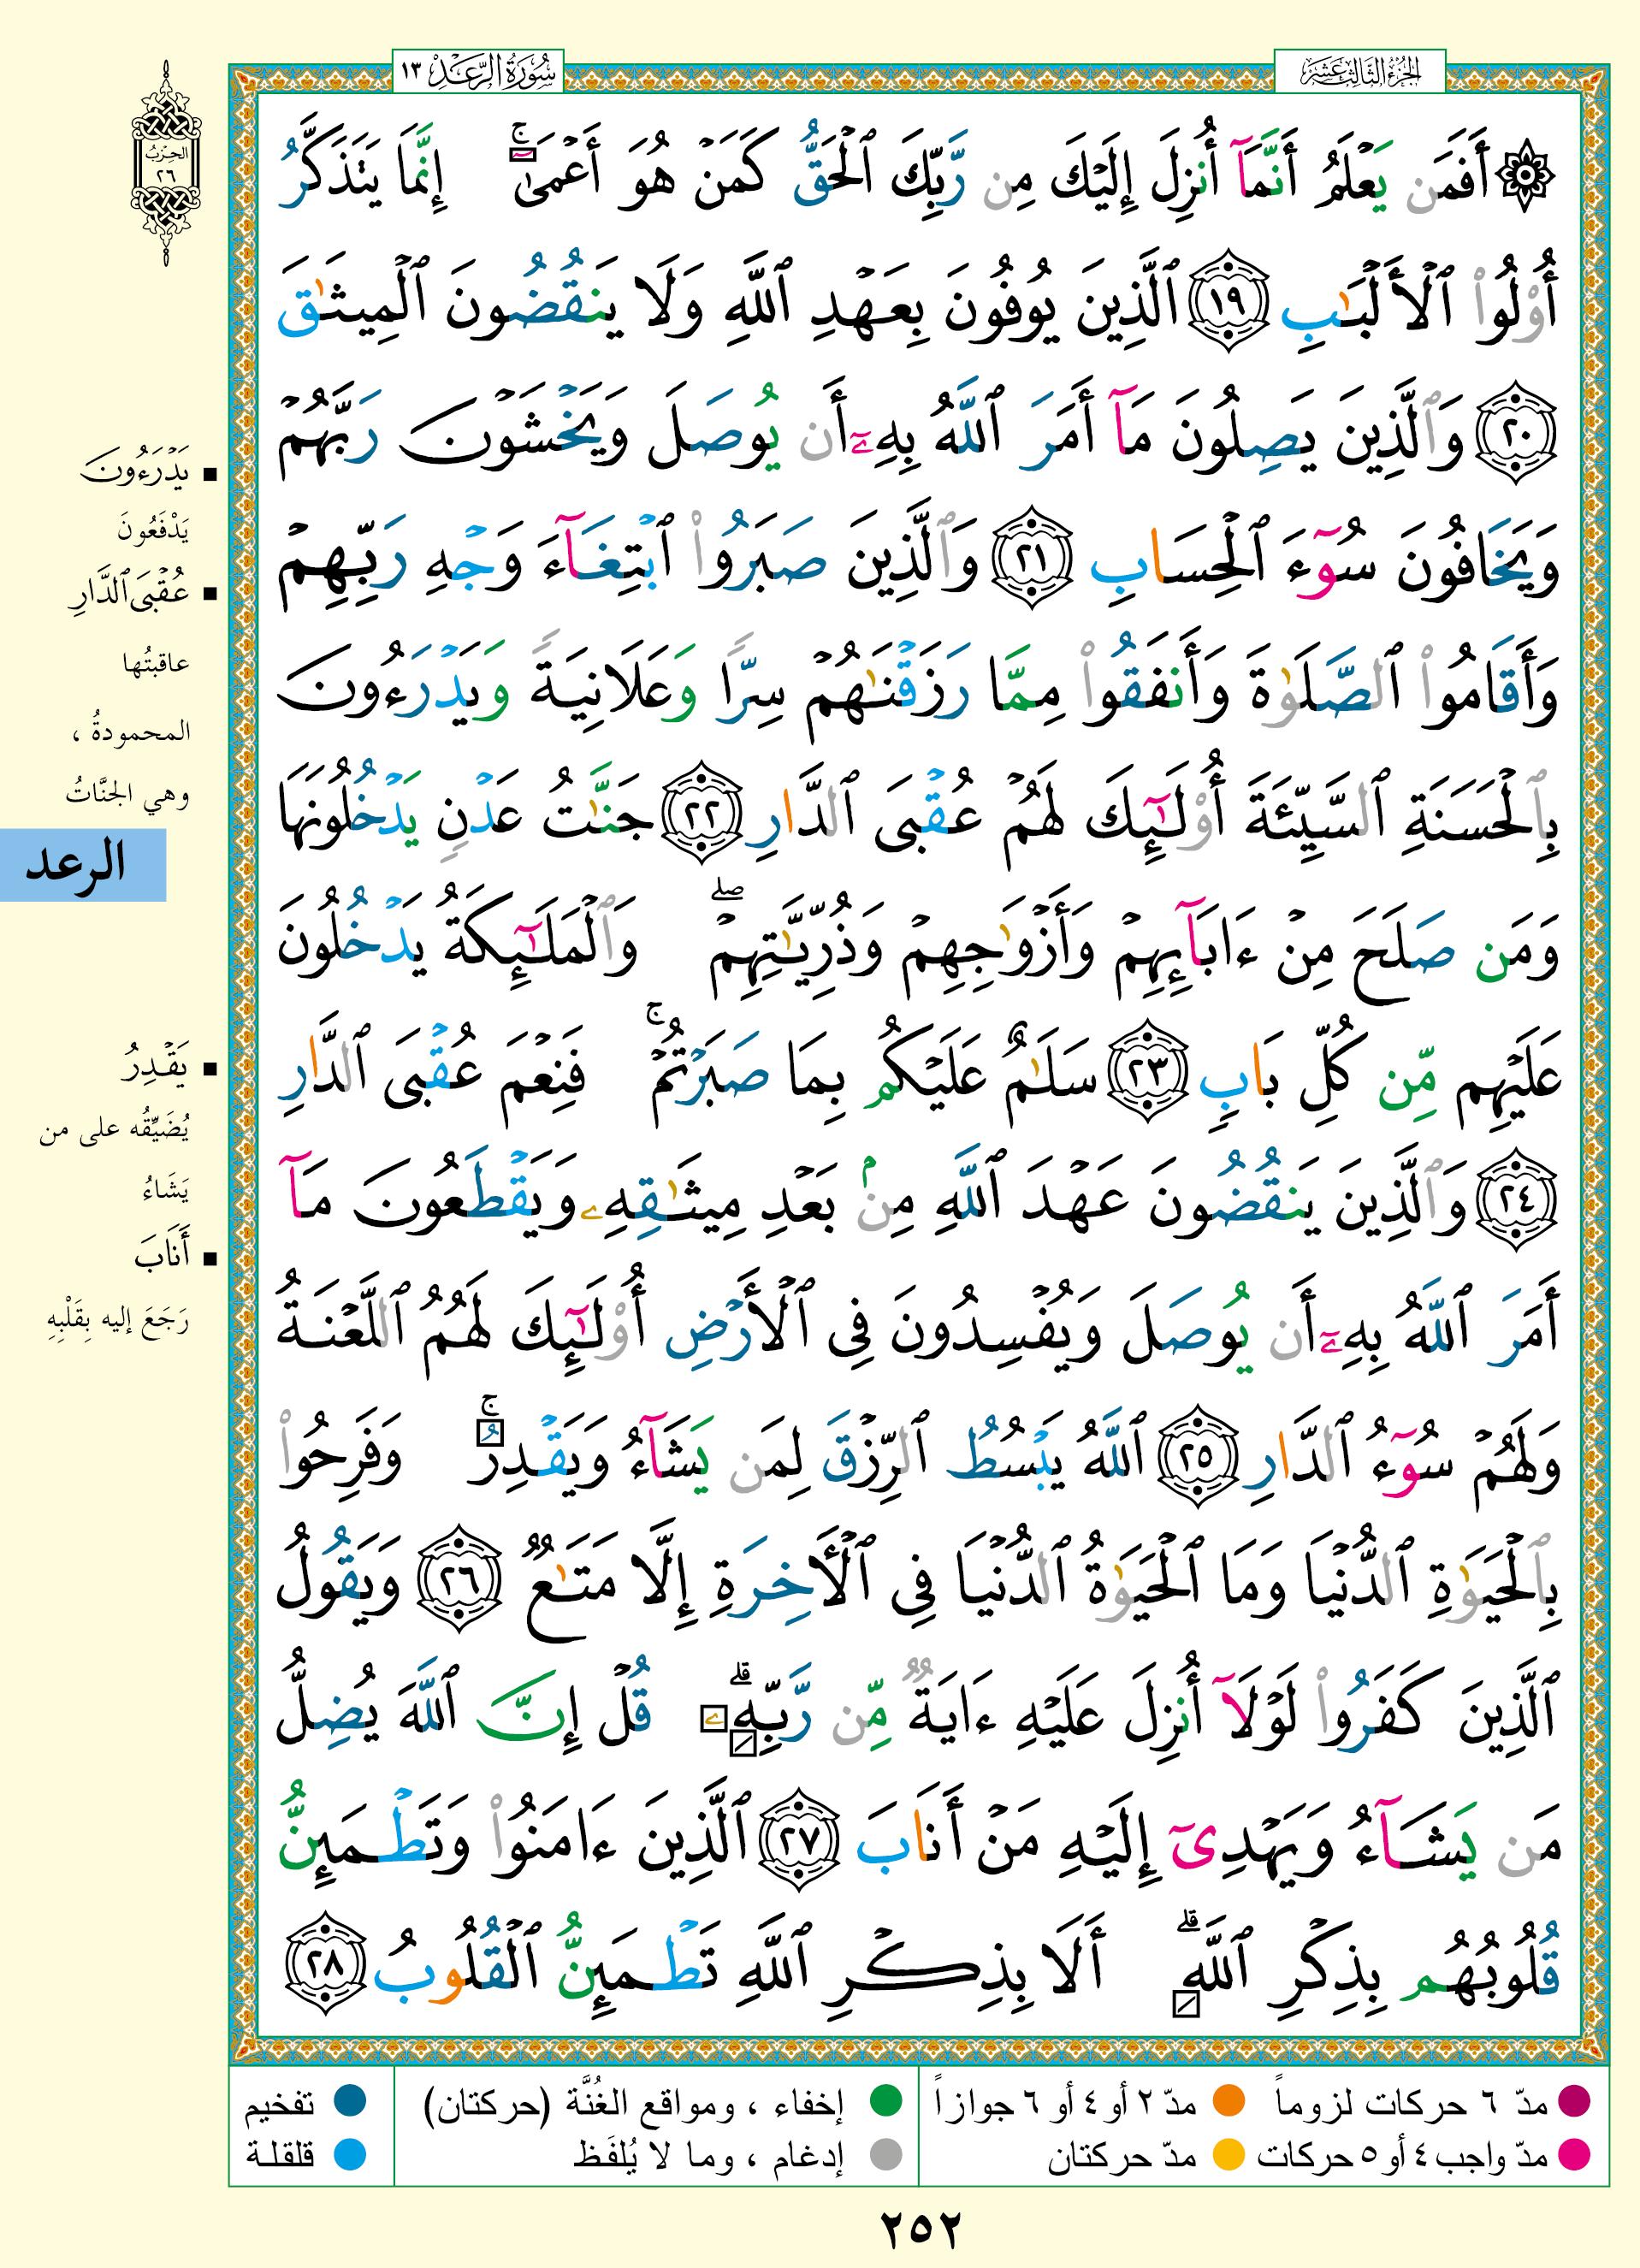 الجزء الثالث عشر
سورة الرعد ١٣
۞ أَفَمَن يَعْلَمُ أَنَّمَآ أُنزِلَ إِلَيْكَ مِن رَّبِّكَ ٱلْحَقُّ كَمَنْ هُوَ أَعْمَىٰٓ ۚ إِنَّمَا يَتَذَكَّرُ
أُو۟لُوا۟ ٱلْأَلْبَـٰبِ ١٩ ٱلَّذِينَ يُوفُونَ بِعَهْدِ ٱللَّهِ وَلَا يَنقُضُونَ ٱلْمِيثَـٰقَ
٢٠ وَٱلَّذِينَ يَصِلُونَ مَآ أَمَرَ ٱللَّهُ بِهِۦٓ أَن يُوصَلَ وَيَخْشَوْنَ رَبَّهُمْ
وَيَخَافُونَ سُوٓءَ ٱلْحِسَابِ ٢١ وَٱلَّذِينَ صَبَرُوا۟ ٱبْتِغَآءَ وَجْهِ رَبِّهِمْ
وَأَقَامُوا۟ ٱلصَّلَوٰةَ وَأَنفَقُوا۟ مِمَّا رَزَقْنَـٰهُمْ سِرًّا وَعَلَانِيَةً وَيَدْرَءُونَ
بِٱلْحَسَنَةِ ٱلسَّيِّئَةَ أُو۟لَـٰٓئِكَ لَهُمْ عُقْبَى ٱلدَّارِ ٢٢ جَنَّـٰتُ عَدْنٍ يَدْخُلُونَهَا
وَمَن صَلَحَ مِنْ ءَابَآئِهِمْ وَأَزْوَٰجِهِمْ وَذُرِّيَّـٰتِهِمْ ۖ وَٱلْمَلَـٰٓئِكَةُ يَدْخُلُونَ
عَلَيْهِم مِّن كُلِّ بَابٍ ٢٣ سَلَـٰمٌ عَلَيْكُم بِمَا صَبَرْتُمْ ۚ فَنِعْمَ عُقْبَى ٱلدَّارِ
٢٤ وَٱلَّذِينَ يَنقُضُونَ عَهْدَ ٱللَّهِ مِنۢ بَعْدِ مِيثَـٰقِهِۦ وَيَقْطَعُونَ مَآ
أَمَرَ ٱللَّهُ بِهِۦٓ أَن يُوصَلَ وَيُفْسِدُونَ فِى ٱلْأَرْضِ أُو۟لَـٰٓئِكَ لَهُمُ ٱللَّعْنَةُ
وَلَهُمْ سُوٓءُ ٱلدَّارِ ٢٥ ٱللَّهُ يَبْسُطُ ٱلرِّزْقَ لِمَن يَشَآءُ وَيَقْدِرُ ۚ وَفَرِحُوا۟
بِٱلْحَيَوٰةِ ٱلدُّنْيَا وَمَا ٱلْحَيَوٰةُ ٱلدُّنْيَا فِى ٱلْـَٔاخِرَةِ إِلَّا مَتَـٰعٌ ٢٦ وَيَقُولُ
ٱلَّذِينَ كَفَرُوا۟ لَوْلَآ أُنزِلَ عَلَيْهِ ءَايَةٌ مِّن رَّبِّهِۦ ۗ قُلْ إِنَّ ٱللَّهَ يُضِلُّ
مَن يَشَآءُ وَيَهْدِىٓ إِلَيْهِ مَنْ أَنَابَ ٢٧ ٱلَّذِينَ ءَامَنُوا۟ وَتَطْمَئِنُّ
قُلُوبُهُم بِذِكْرِ ٱللَّهِ ۗ أَلَا بِذِكْرِ ٱللَّهِ تَطْمَئِنُّ ٱلْقُلُوبُ ٢٨
الحزب
٢٦
▪ يَدْرَءُونَ
يَدْفَعُونَ
▪ عُقْبَى ٱلدَّارِ
عاقبتُها
المحمودةُ ،
وهي الجنَّاتُ
الرعد
▪ يَقْدِرُ
يُضَيِّقُه على من
يَشَاءُ
▪ أَنَابَ
رَجَعَ إليه بِقَلْبِهِ
مدّ ٦ حركات لزوماً
مدّ ٢ أو ٤ أو ٦ جوازاً
إخفاء ، ومواقع الغُنَّة (حركتان)
تفخيم
مدّ واجب ٤ أو ٥ حركات
مدّ حركتان
إدغام ، وما لا يُلفَظ
قلقلة
٢٥٢